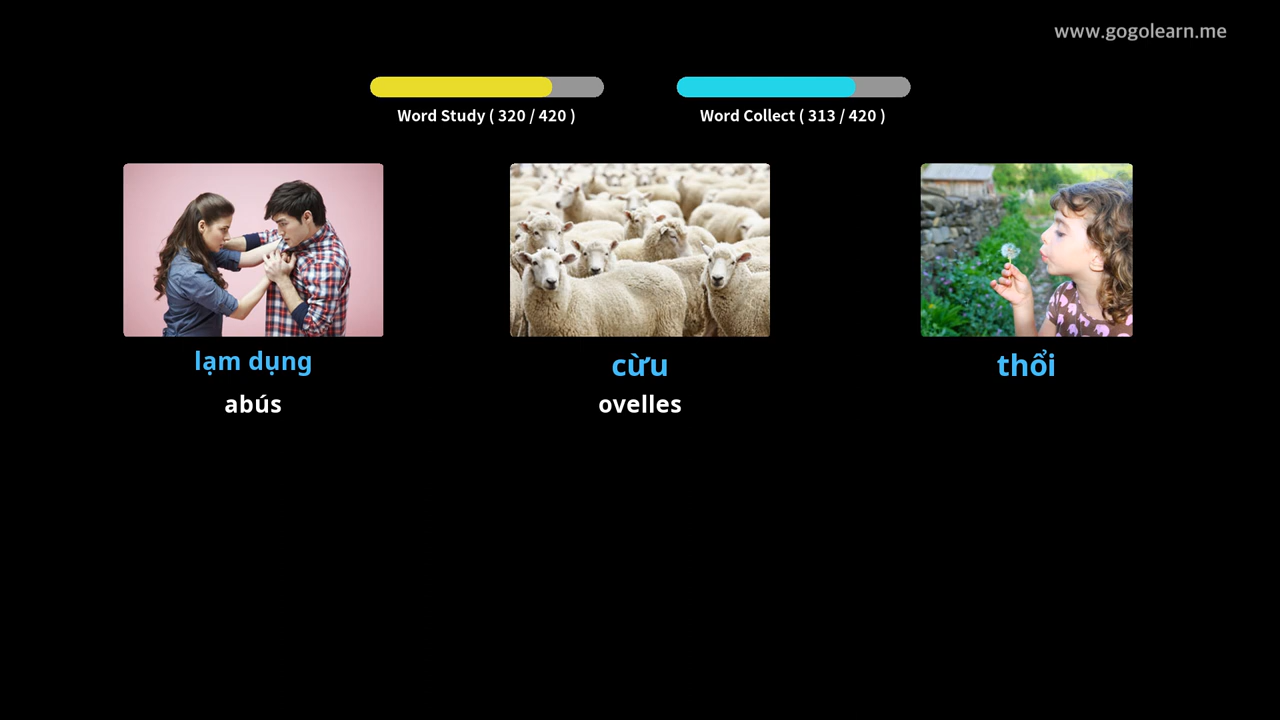 www.gogolearn.me
Word Study ( 320 / 420 )
Word Collect ( 313 / 420 )
lạm dụng
cừu
thổi
abús
ovelles